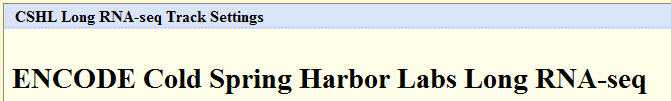 CSHL Long RNA-seq Track Settings
ENCODE Cold Spring Harbor Labs Long RNA-seq